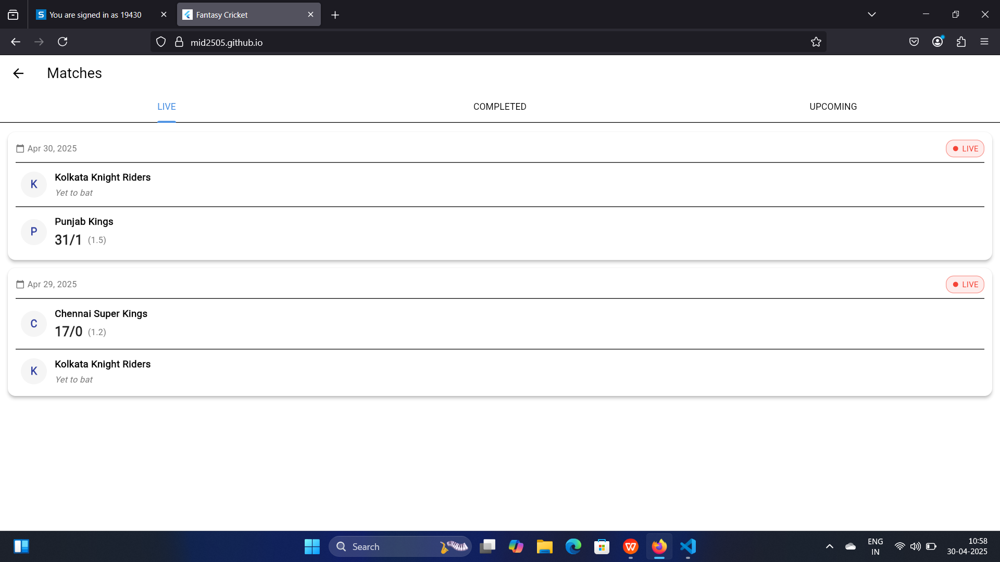 You are signed in as 19430
Fantasy Cricket
mid2505.github.io
Matches
LIVE
COMPLETED
UPCOMING
Apr 30, 2025
LIVE
K
Kolkata Knight Riders
Yet to bat
P
Punjab Kings
31/1 (1.5)
Apr 29, 2025
LIVE
C
Chennai Super Kings
17/0 (1.2)
K
Kolkata Knight Riders
Yet to bat
Search
ENG
IN
10:58
30-04-2025